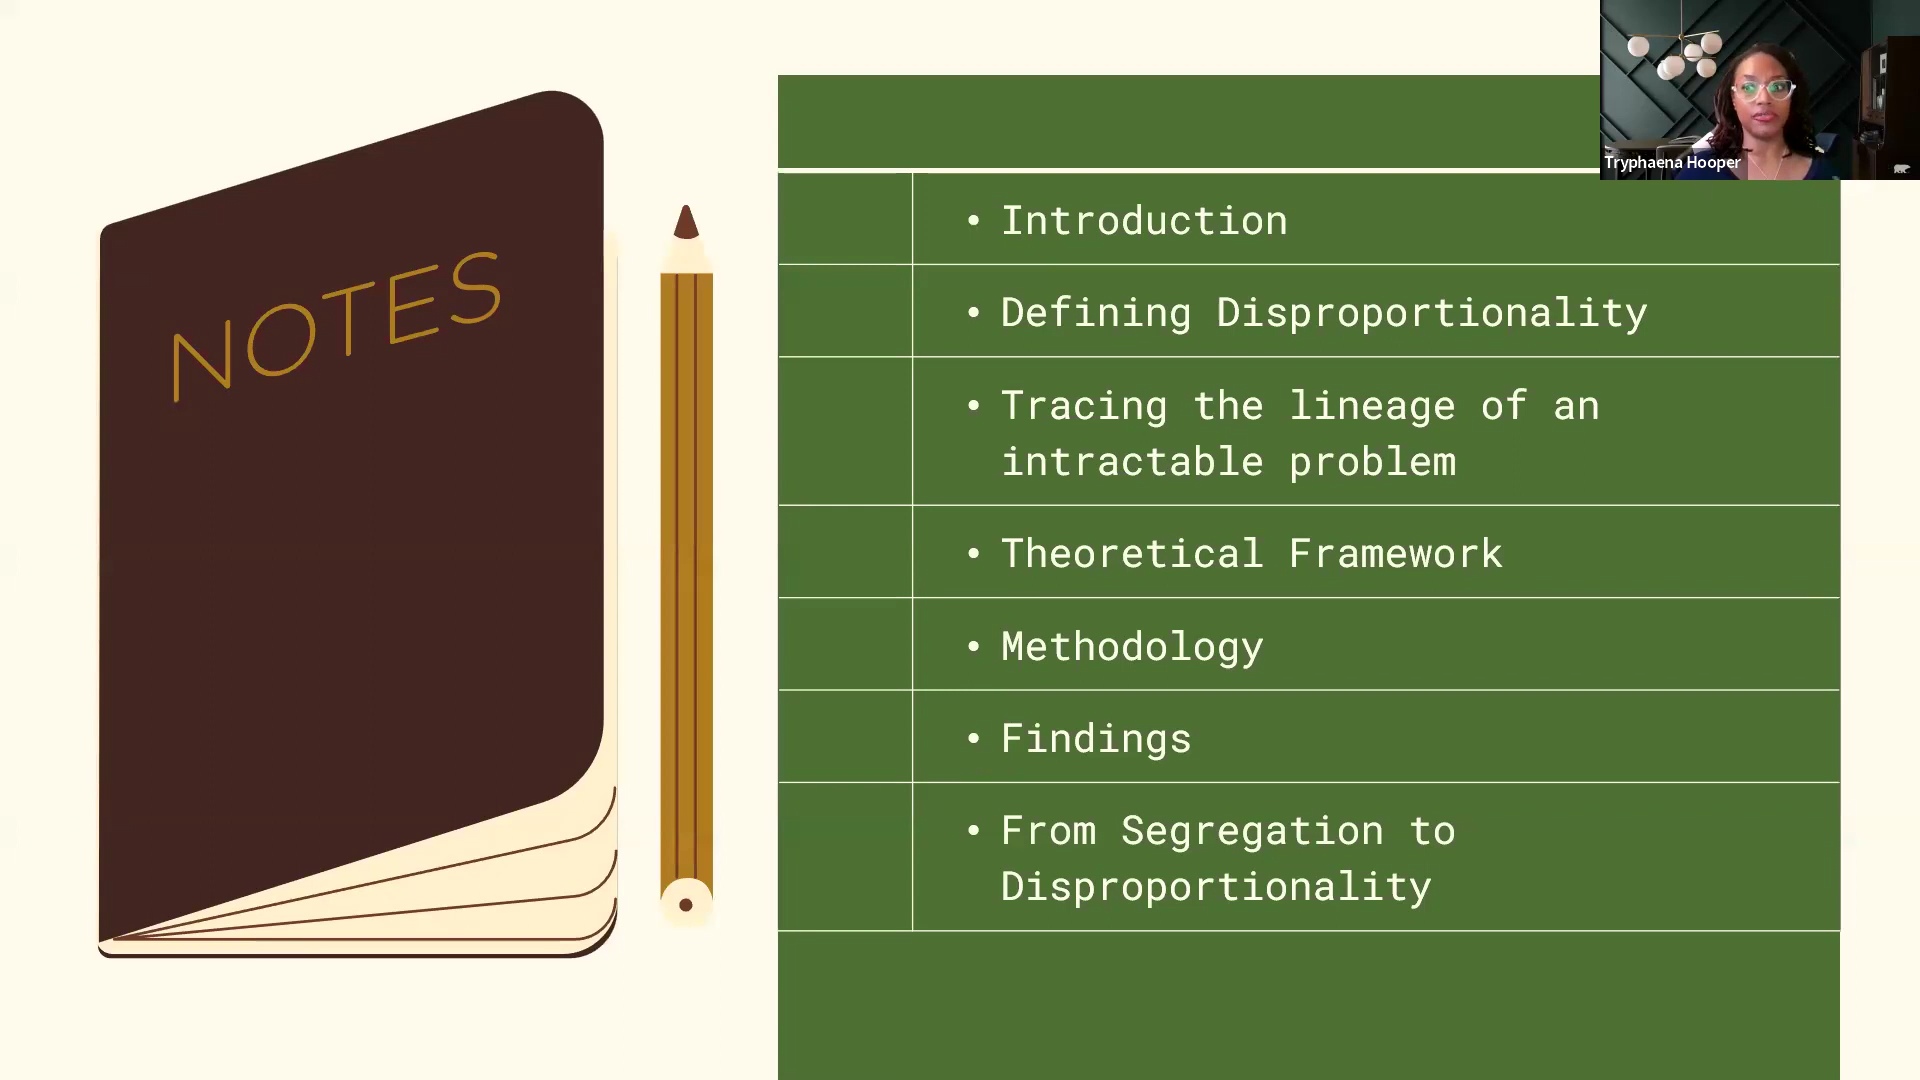 Tryphaena Hooper
NOTES
• Introduction
• Defining Disproportionality
• Tracing the lineage of an
intractable problem
• Theoretical Framework
• Methodology
• Findings
• From Segregation to
Disproportionality